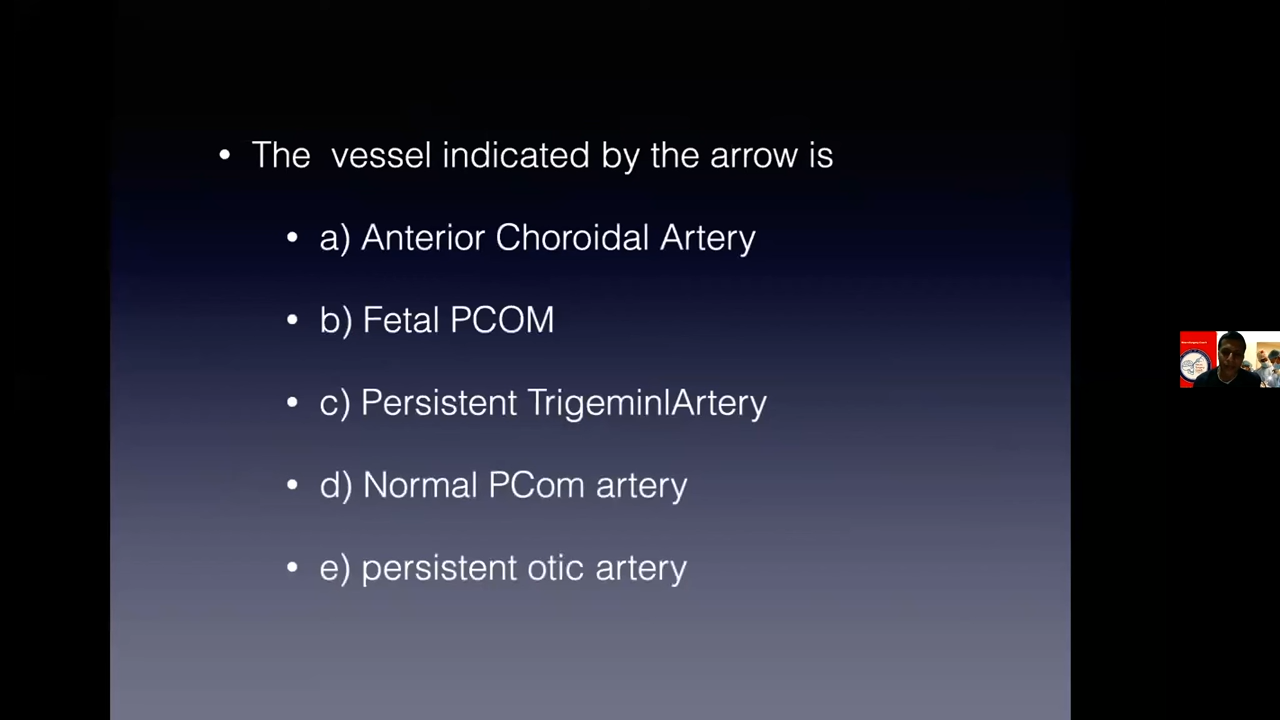 • The vessel indicated by the arrow is
• a) Anterior Choroidal Artery
• b) Fetal PCOM
• c) Persistent TrigeminlArtery
• d) Normal PCom artery
• e) persistent otic artery